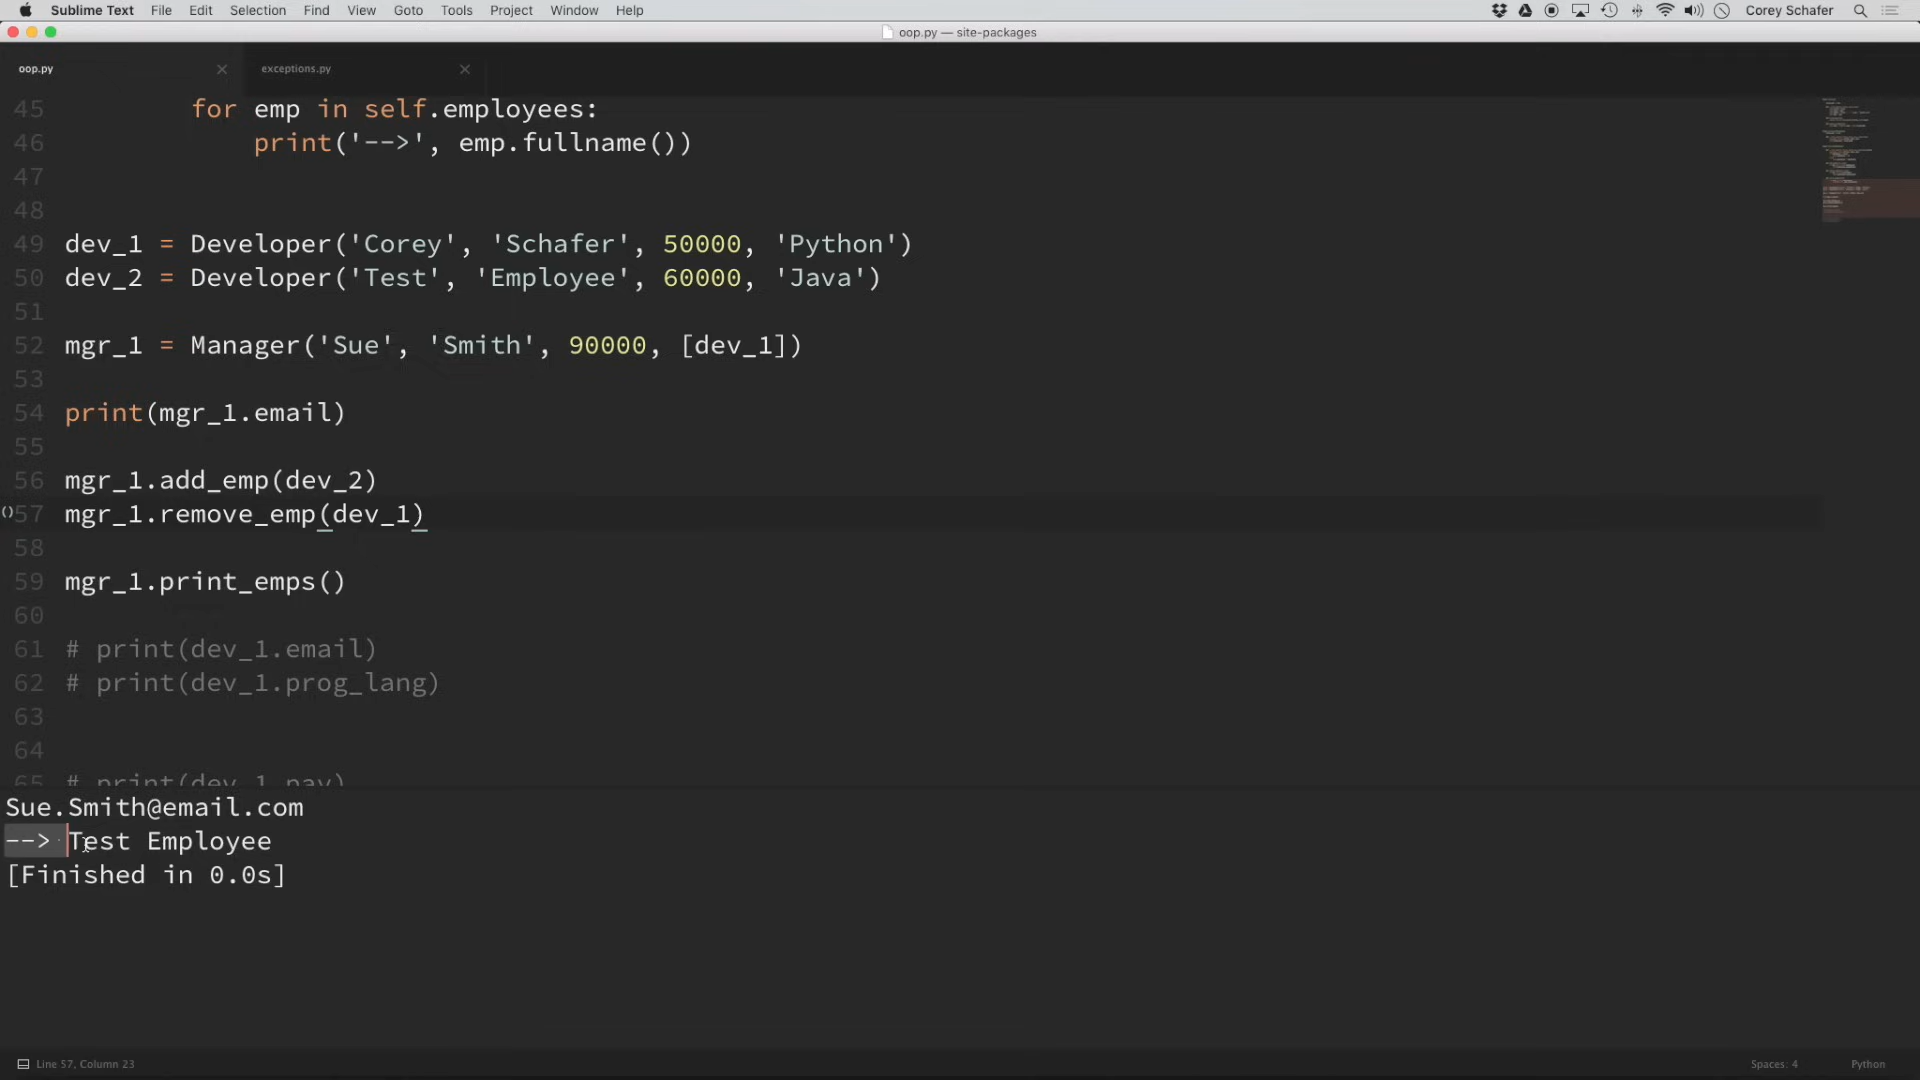 Sublime Text File Edit Selection Find View Goto Tools Project Window Help Corey Schafer
oop.py — site-packages
oop.py exceptions.py
45 for emp in self.employees:
46 print('-->', emp.fullname())
47
48
49 dev_1 = Developer('Corey', 'Schafer', 50000, 'Python')
50 dev_2 = Developer('Test', 'Employee', 60000, 'Java')
51
52 mgr_1 = Manager('Sue', 'Smith', 90000, [dev_1])
53
54 print(mgr_1.email)
55
56 mgr_1.add_emp(dev_2)
57 mgr_1.remove_emp(dev_1)
58
59 mgr_1.print_emps()
60
61 # print(dev_1.email)
62 # print(dev_1.prog_lang)
63
64
65 # print(dev_1.pay)
Sue.Smith@email.com
--> Test Employee
[Finished in 0.0s]
Line 57, Column 23 Spaces: 4 Python